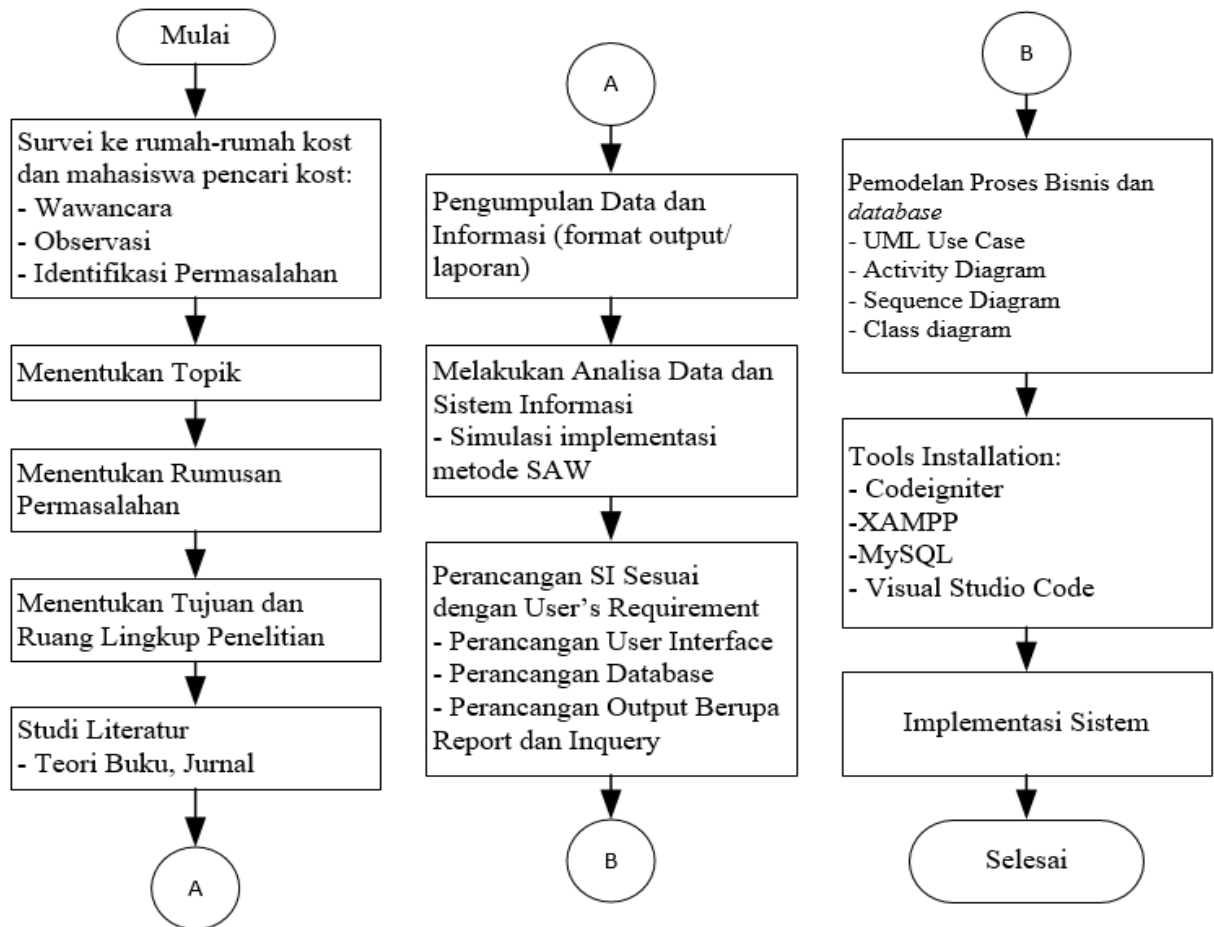 Mulai
Survei ke rumah-rumah kost
dan mahasiswa pencari kost:
- Wawancara
- Observasi
- Identifikasi Permasalahan
Menentukan Topik
Menentukan Rumusan
Permasalahan
Menentukan Tujuan dan
Ruang Lingkup Penelitian
Studi Literatur
- Teori Buku, Jurnal
A
A
Pengumpulan Data dan
Informasi (format output/
laporan)
Melakukan Analisa Data dan
Sistem Informasi
- Simulasi implementasi
metode SAW
Perancangan SI Sesuai
dengan User’s Requirement
- Perancangan User Interface
- Perancangan Database
- Perancangan Output Berupa
Report dan Inquery
B
B
Pemodelan Proses Bisnis dan
database
- UML Use Case
- Activity Diagram
- Sequence Diagram
- Class diagram
Tools Installation:
- Codeigniter
-XAMPP
-MySQL
- Visual Studio Code
Implementasi Sistem
Selesai